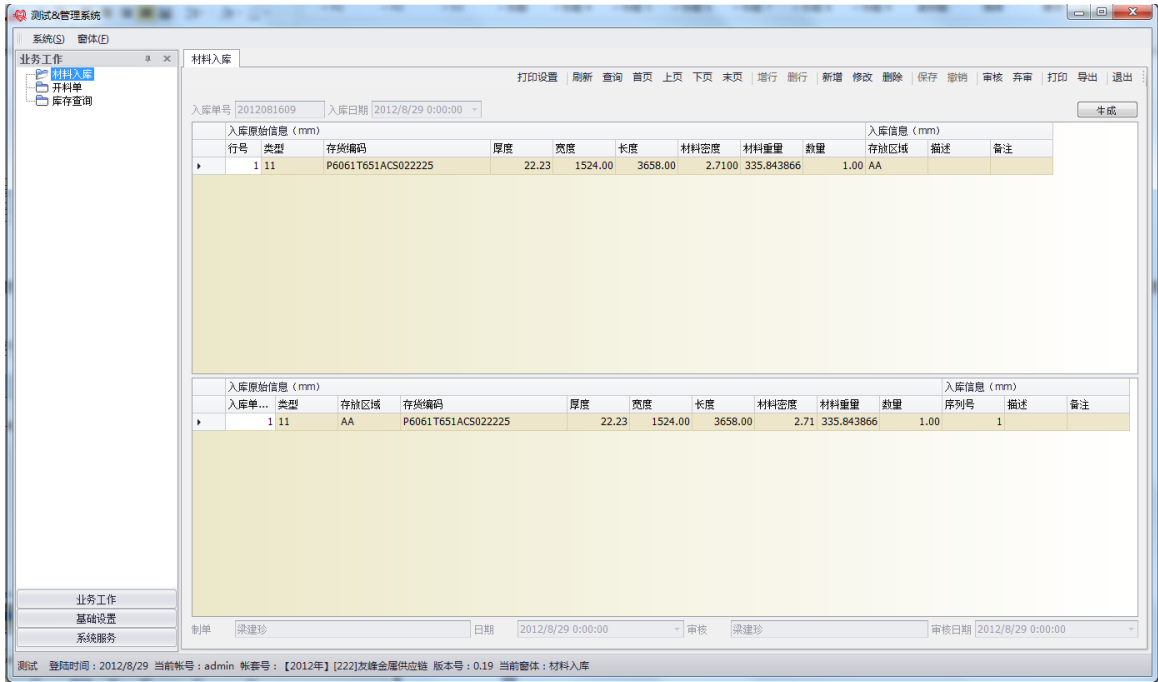 测试&管理系统
系统(S) 窗体(F)
业务工作
材料入库
开料单
库存查询
材料入库
打印设置 刷新 查询 首页 上页 下页 末页 增行 删行 新增 修改 删除 保存 撤销 审核 弃审 打印 导出 退出
入库单号 2012081609 入库日期 2012/8/29 0:00:00 生成
入库原始信息（mm） 入库信息（mm）
行号 类型 存货编码 厚度 宽度 长度 材料密度 材料重量 数量 存放区域 描述 备注
1 11 P6061T651ACS022225 22.23 1524.00 3658.00 2.7100 335.843866 1.00 AA
入库原始信息（mm） 入库信息（mm）
入库单... 类型 存放区域 存货编码 厚度 宽度 长度 材料密度 材料重量 数量 序列号 描述 备注
1 11 AA P6061T651ACS022225 22.23 1524.00 3658.00 2.71 335.843866 1.00 1
业务工作
基础设置
系统服务
制单 梁建珍 日期 2012/8/29 0:00:00 审核 梁建珍 审核日期 2012/8/29 0:00:00
测试 登陆时间：2012/8/29 当前帐号：admin 帐套号：【2012年】[222]友峰金属供应链 版本号：0.19 当前窗体：材料入库